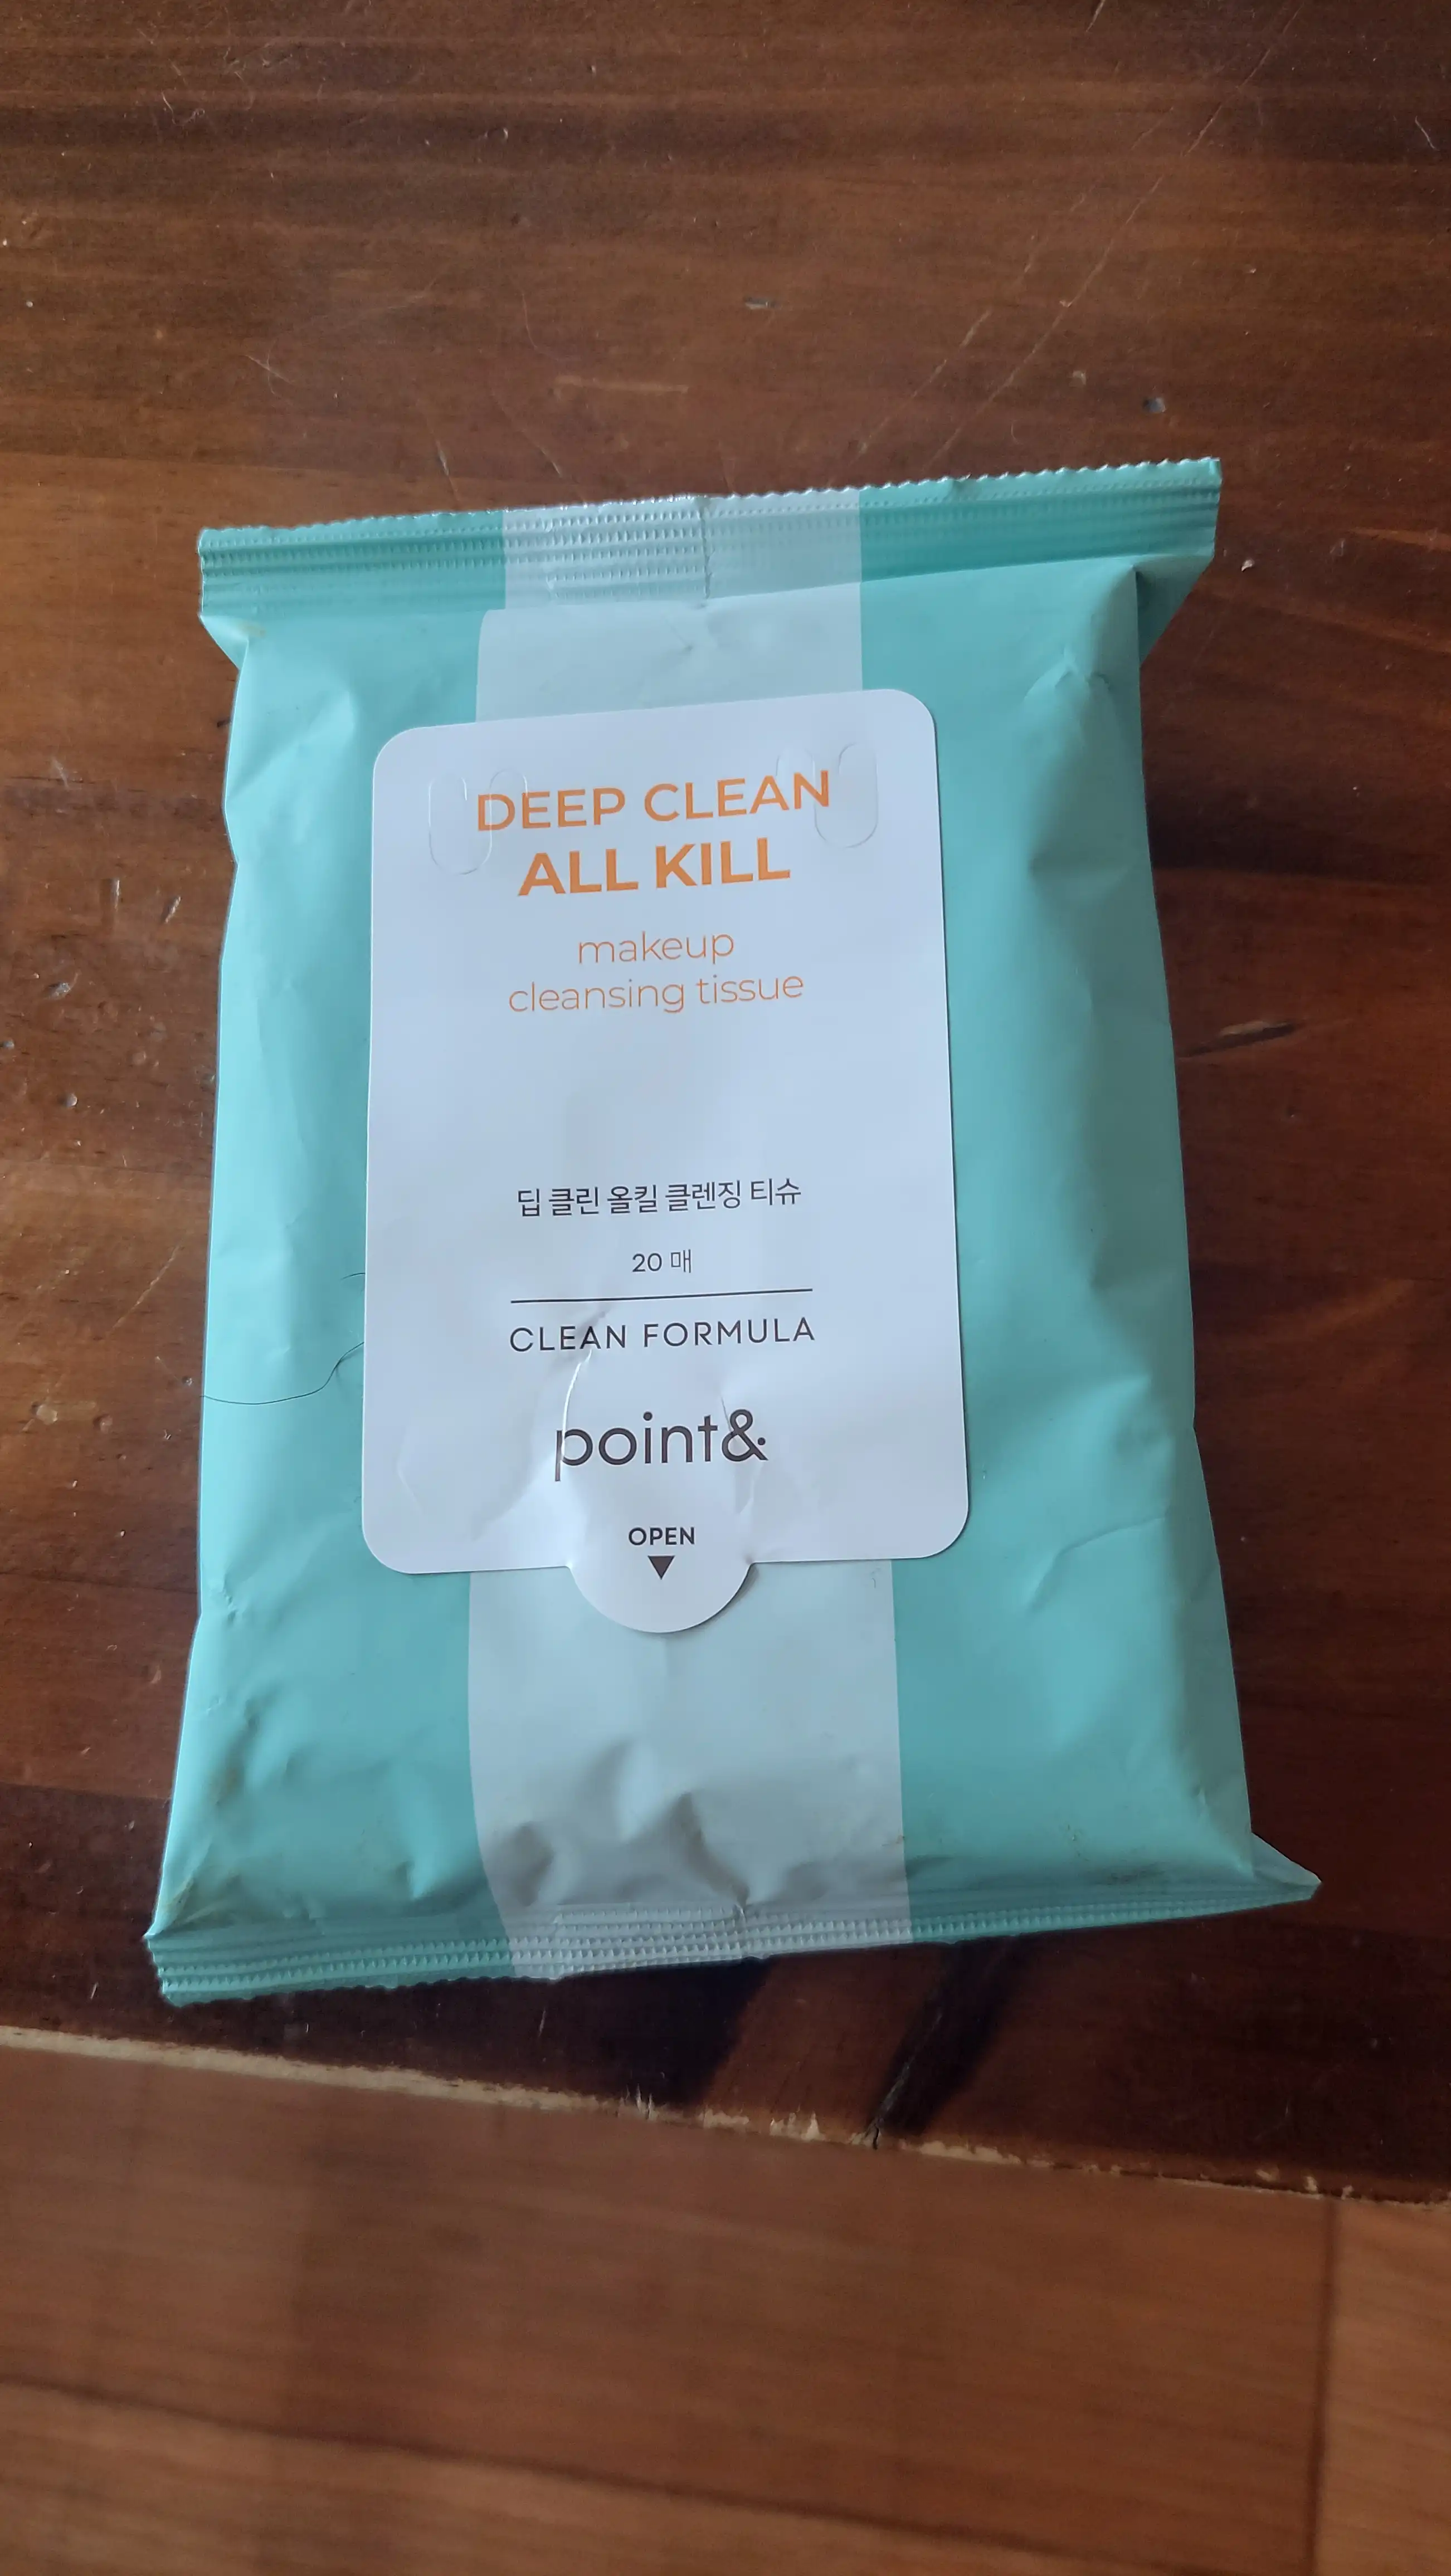 DEEP CLEAN
ALL KILL
makeup
cleansing tissue
딥 클린 올킬 클렌징 티슈
20 매
CLEAN FORMULA
point&
OPEN